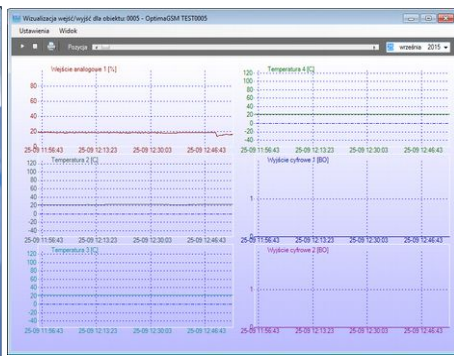 Wizualizacja wejść/wyjść dla obiektu 0005 - OptimaGSM TEST0005
Ustawienia Widok
Pozycja września 2015
Wejście analogowe 1 [%]
80
60
40
20
0
25-09 11:56:43 25-09 12:13:23 25-09 12:30:03 25-09 12:46:43
Temperatura 2 [C]
120
100
80
60
40
20
0
-20
-40
25-09 11:56:43 25-09 12:13:23 25-09 12:30:03 25-09 12:46:43
Temperatura 3 [C]
120
100
80
60
40
20
0
-20
-40
25-09 11:56:43 25-09 12:13:23 25-09 12:30:03 25-09 12:46:43
Temperatura 4 [C]
120
100
80
60
40
20
0
-20
-40
25-09 11:56:43 25-09 12:13:23 25-09 12:30:03 25-09 12:46:43
Wyjście cyfrowe 1 [BO]
1
0
25-09 11:56:43 25-09 12:13:23 25-09 12:30:03 25-09 12:46:43
Wyjście cyfrowe 2 [BO]
1
0
25-09 11:56:43 25-09 12:13:23 25-09 12:30:03 25-09 12:46:43